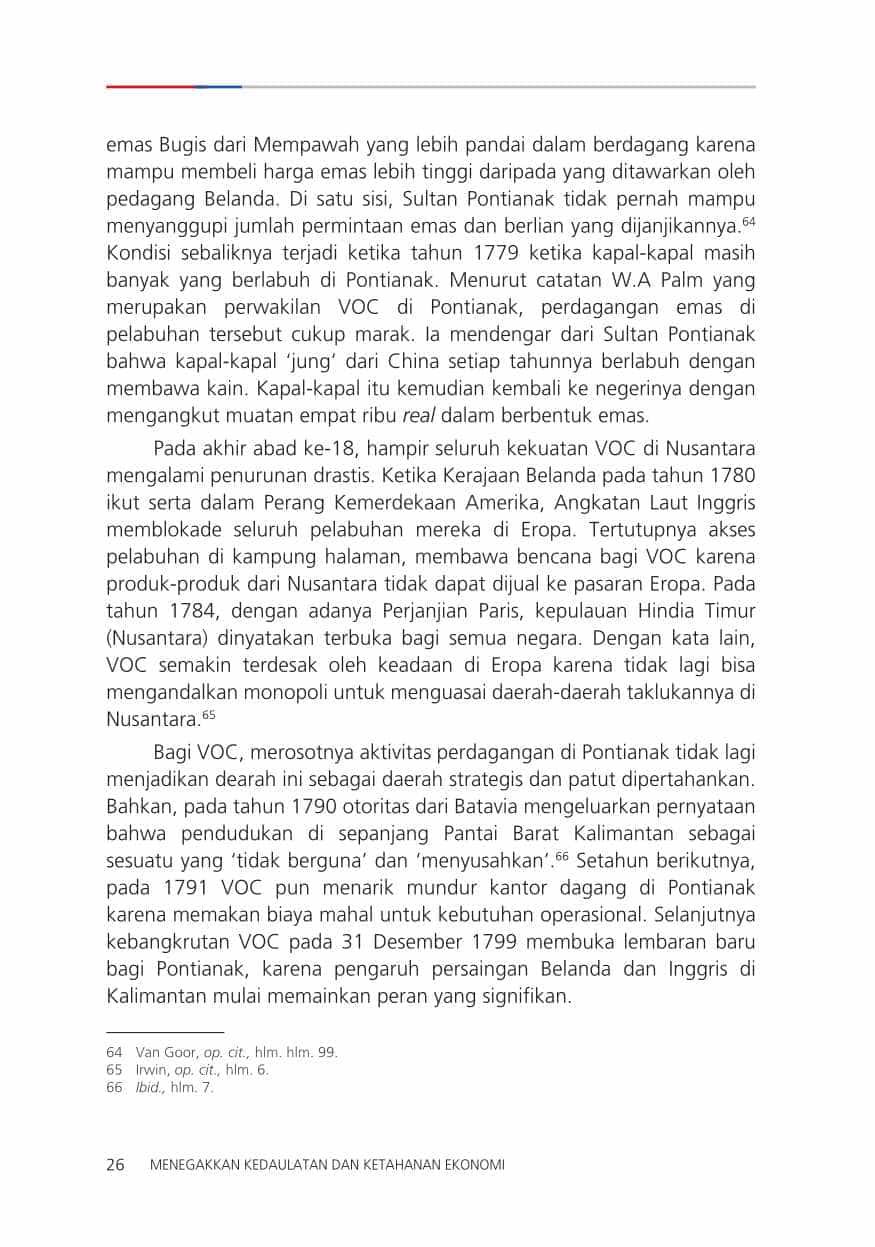 emas Bugis dari Mempawah yang lebih pandai dalam berdagang karena
mampu membeli harga emas lebih tinggi daripada yang ditawarkan oleh
pedagang Belanda. Di satu sisi, Sultan Pontianak tidak pernah mampu
menyanggupi jumlah permintaan emas dan berlian yang dijanjikannya.64
Kondisi sebaliknya terjadi ketika tahun 1779 ketika kapal-kapal masih
banyak yang berlabuh di Pontianak. Menurut catatan W.A Palm yang
merupakan perwakilan VOC di Pontianak, perdagangan emas di
pelabuhan tersebut cukup marak. Ia mendengar dari Sultan Pontianak
bahwa kapal-kapal ‘jung’ dari China setiap tahunnya berlabuh dengan
membawa kain. Kapal-kapal itu kemudian kembali ke negerinya dengan
mengangkut muatan empat ribu real dalam berbentuk emas.
Pada akhir abad ke-18, hampir seluruh kekuatan VOC di Nusantara
mengalami penurunan drastis. Ketika Kerajaan Belanda pada tahun 1780
ikut serta dalam Perang Kemerdekaan Amerika, Angkatan Laut Inggris
memblokade seluruh pelabuhan mereka di Eropa. Tertutupnya akses
pelabuhan di kampung halaman, membawa bencana bagi VOC karena
produk-produk dari Nusantara tidak dapat dijual ke pasaran Eropa. Pada
tahun 1784, dengan adanya Perjanjian Paris, kepulauan Hindia Timur
(Nusantara) dinyatakan terbuka bagi semua negara. Dengan kata lain,
VOC semakin terdesak oleh keadaan di Eropa karena tidak lagi bisa
mengandalkan monopoli untuk menguasai daerah-daerah taklukannya di
Nusantara.65
Bagi VOC, merosotnya aktivitas perdagangan di Pontianak tidak lagi
menjadikan dearah ini sebagai daerah strategis dan patut dipertahankan.
Bahkan, pada tahun 1790 otoritas dari Batavia mengeluarkan pernyataan
bahwa pendudukan di sepanjang Pantai Barat Kalimantan sebagai
sesuatu yang ‘tidak berguna’ dan ‘menyusahkan’.66 Setahun berikutnya,
pada 1791 VOC pun menarik mundur kantor dagang di Pontianak
karena memakan biaya mahal untuk kebutuhan operasional. Selanjutnya
kebangkrutan VOC pada 31 Desember 1799 membuka lembaran baru
bagi Pontianak, karena pengaruh persaingan Belanda dan Inggris di
Kalimantan mulai memainkan peran yang signifikan.
64 Van Goor, op. cit., hlm. hlm. 99.
65 Irwin, op. cit., hlm. 6.
66 Ibid., hlm. 7.
26 MENEGAKKAN KEDAULATAN DAN KETAHANAN EKONOMI